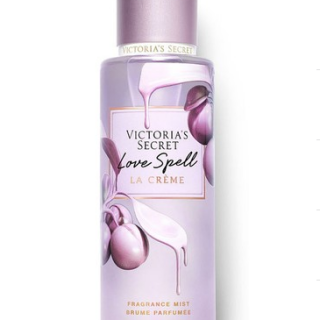 VICTORIA'S SECRET
VICTORIA'S
SECRET
Love Spell
LA CRÈME
FRAGRANCE MIST
BRUME PARFUMÉE